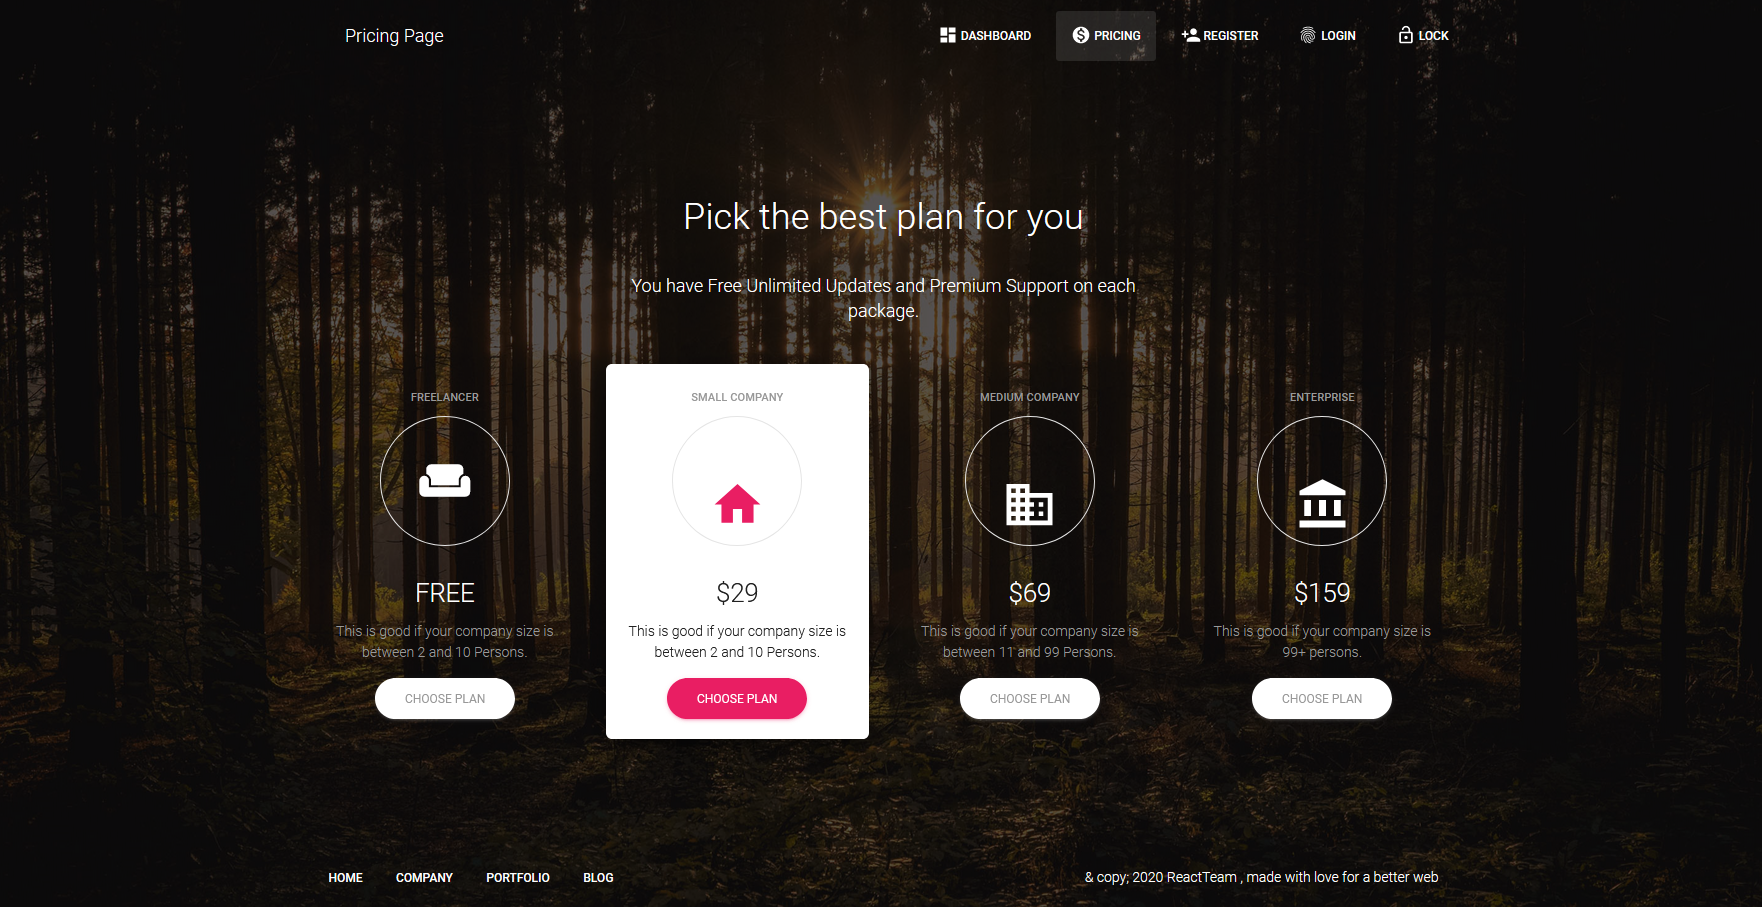 Pricing Page
DASHBOARD
PRICING
REGISTER
LOGIN
LOCK
Pick the best plan for you
You have Free Unlimited Updates and Premium Support on each
package.
FREELANCER
FREE
This is good if your company size is
between 2 and 10 Persons.
CHOOSE PLAN
SMALL COMPANY
$29
This is good if your company size is
between 2 and 10 Persons.
CHOOSE PLAN
MEDIUM COMPANY
$69
This is good if your company size is
between 11 and 99 Persons.
CHOOSE PLAN
ENTERPRISE
$159
This is good if your company size is
99+ persons.
CHOOSE PLAN
HOME
COMPANY
PORTFOLIO
BLOG
& copy; 2020 ReactTeam , made with love for a better web